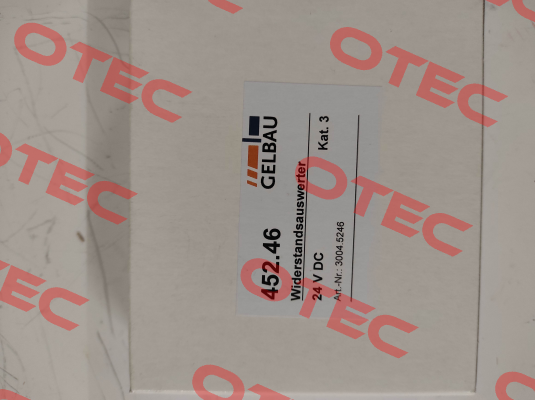 452.46 GELBAU
Widerstandsauswerter
24 V DC Kat. 3
Art.-Nr.: 3004.5246
OTEC
OTEC
OTEC
OTEC
OTEC
OTEC
OTEC
OTEC